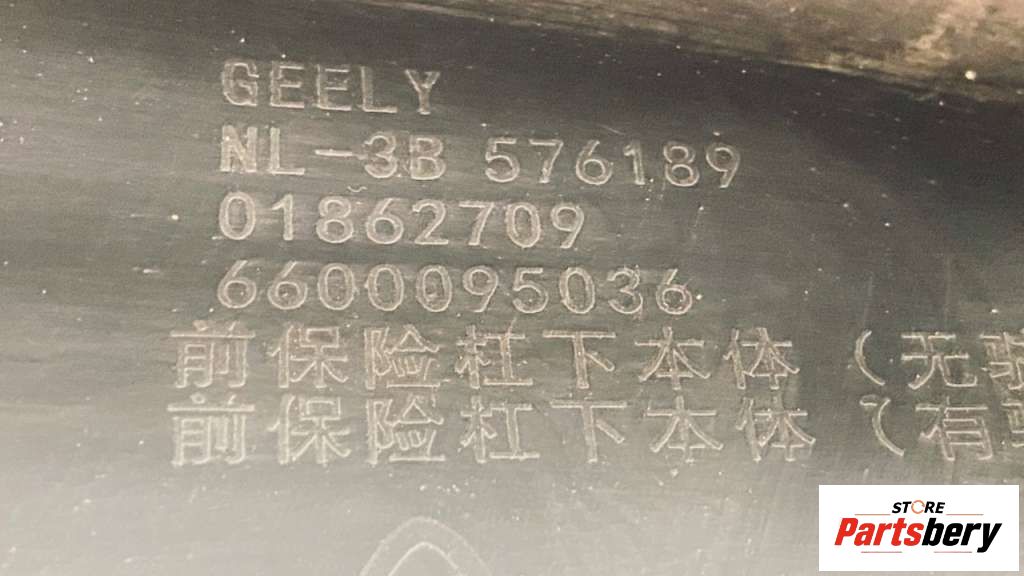 GEELY
NL-3B 576189
01862709
6600095036
前保险杠下本体（无
前保险杠下本体（有
STORE
Partsbery